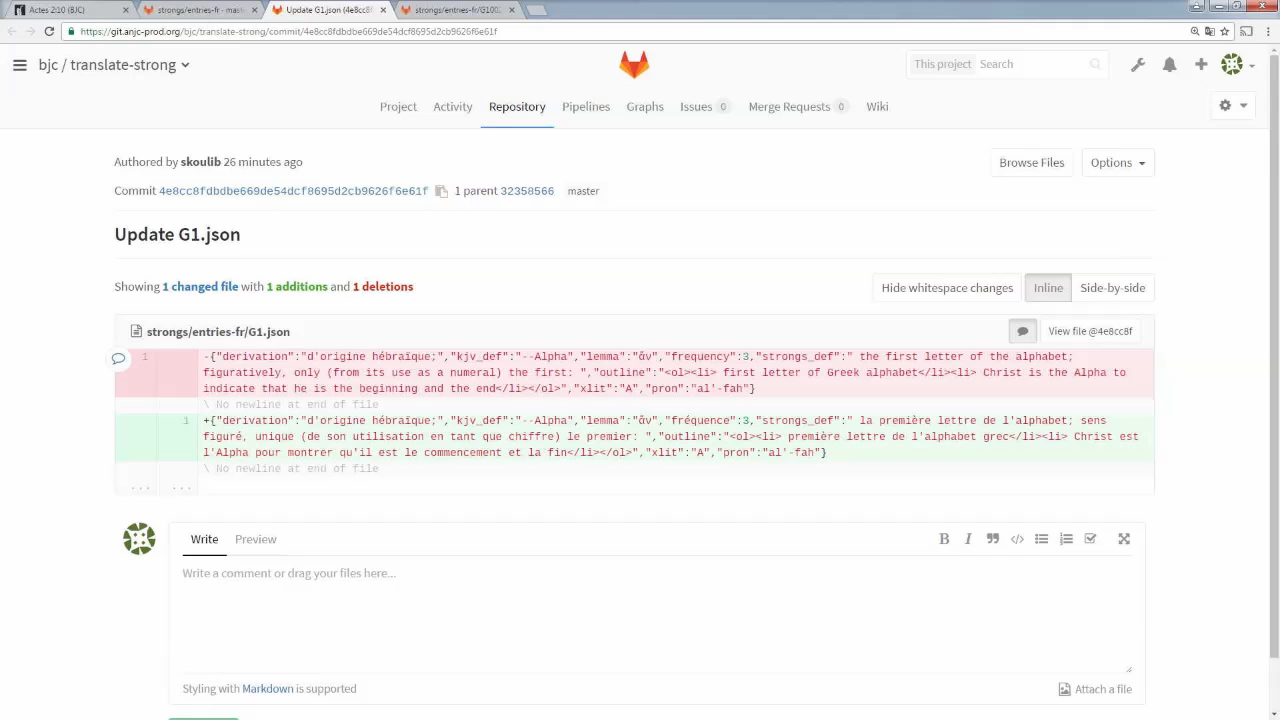 Actes 2:10 (BJC)
strongs/entries-fr - mast
Update G1.json (4e8cc8f
strongs/entries-fr/G100
https://git.anjc-prod.org/bjc/translate-strong/commit/4e8cc8fdbdbe669de54dcf8695d2cb9626f6e61f
bjc / translate-strong
This project Search
Project Activity Repository Pipelines Graphs Issues 0 Merge Requests 0 Wiki
Authored by skoulib 26 minutes ago
Browse Files Options
Commit 4e8cc8fdbdbe669de54dcf8695d2cb9626f6e61f 1 parent 32358566 master
Update G1.json
Showing 1 changed file with 1 additions and 1 deletions
Hide whitespace changes Inline Side-by-side
strongs/entries-fr/G1.json
View file @4e8cc8f
1 -{"derivation":"d'origine hébraïque;","kjv_def":"--Alpha","lemma":"ἄν","frequency":3,"strongs_def":" the first letter of the alphabet;
figuratively, only (from its use as a numeral) the first: ","outline":"<ol><li> first letter of Greek alphabet</li><li> Christ is the Alpha to
indicate that he is the beginning and the end</li></ol>","xlit":"A","pron":"al'-fah"}
\ No newline at end of file
1 +{"derivation":"d'origine hébraïque;","kjv_def":"--Alpha","lemma":"ἄν","fréquence":3,"strongs_def":" la première lettre de l'alphabet; sens
figuré, unique (de son utilisation en tant que chiffre) le premier: ","outline":"<ol><li> première lettre de l'alphabet grec</li><li> Christ est
l'Alpha pour montrer qu'il est le commencement et la fin</li></ol>","xlit":"A","pron":"al'-fah"}
\ No newline at end of file
... ...
Write Preview
Write a comment or drag your files here...
Styling with Markdown is supported
Attach a file